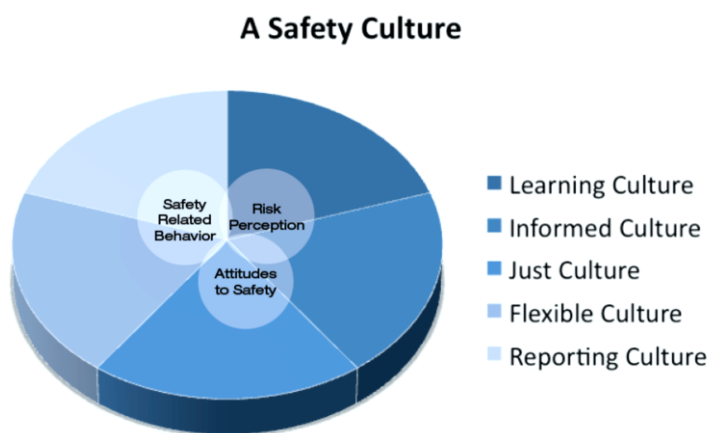 A Safety Culture
Safety
Related
Behavior
Risk
Perception
Attitudes
to Safety
Learning Culture
Informed Culture
Just Culture
Flexible Culture
Reporting Culture